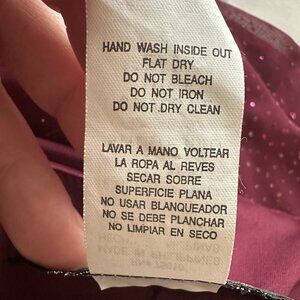 HAND WASH INSIDE OUT
FLAT DRY
DO NOT BLEACH
DO NOT IRON
DO NOT DRY CLEAN
LAVAR A MANO VOLTEAR
LA ROPA AL REVES
SECAR SOBRE
SUPERFICIE PLANA
NO USAR BLANQUEADOR
NO SE DEBE PLANCHAR
NO LIMPIAR EN SECO